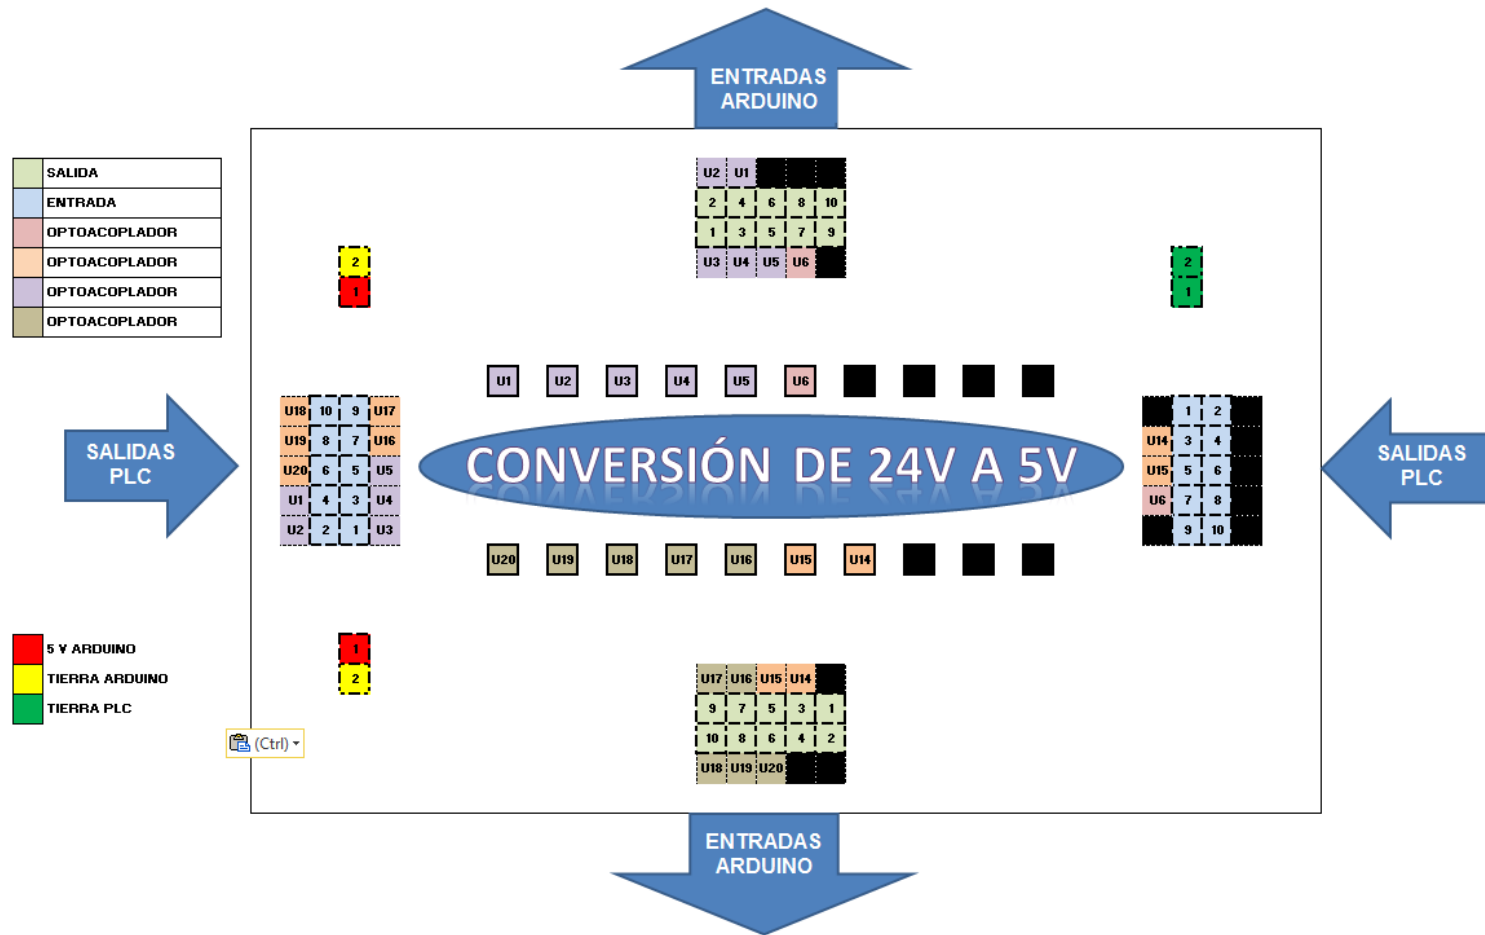 ENTRADAS
ARDUINO
SALIDA
ENTRADA
OPTOACOPLADOR
OPTOACOPLADOR
OPTOACOPLADOR
OPTOACOPLADOR
U2 U1
2 4 6 8 10
1 3 5 7 9
U3 U4 U5 U6
2
1
2
1
U1 U2 U3 U4 U5 U6
SALIDAS
PLC
U18 10 9 U17
U19 8 7 U16
U20 6 5 U5
U1 4 3 U4
U2 2 1 U3
CONVERSIÓN DE 24V A 5V
1 2
U14 3 4
U15 5 6
U6 7 8
9 10
SALIDAS
PLC
U20 U19 U18 U17 U16 U15 U14
5 V ARDUINO
TIERRA ARDUINO
TIERRA PLC
1
2
(Ctrl)
U17 U16 U15 U14
9 7 5 3 1
10 8 6 4 2
U18 U19 U20
ENTRADAS
ARDUINO